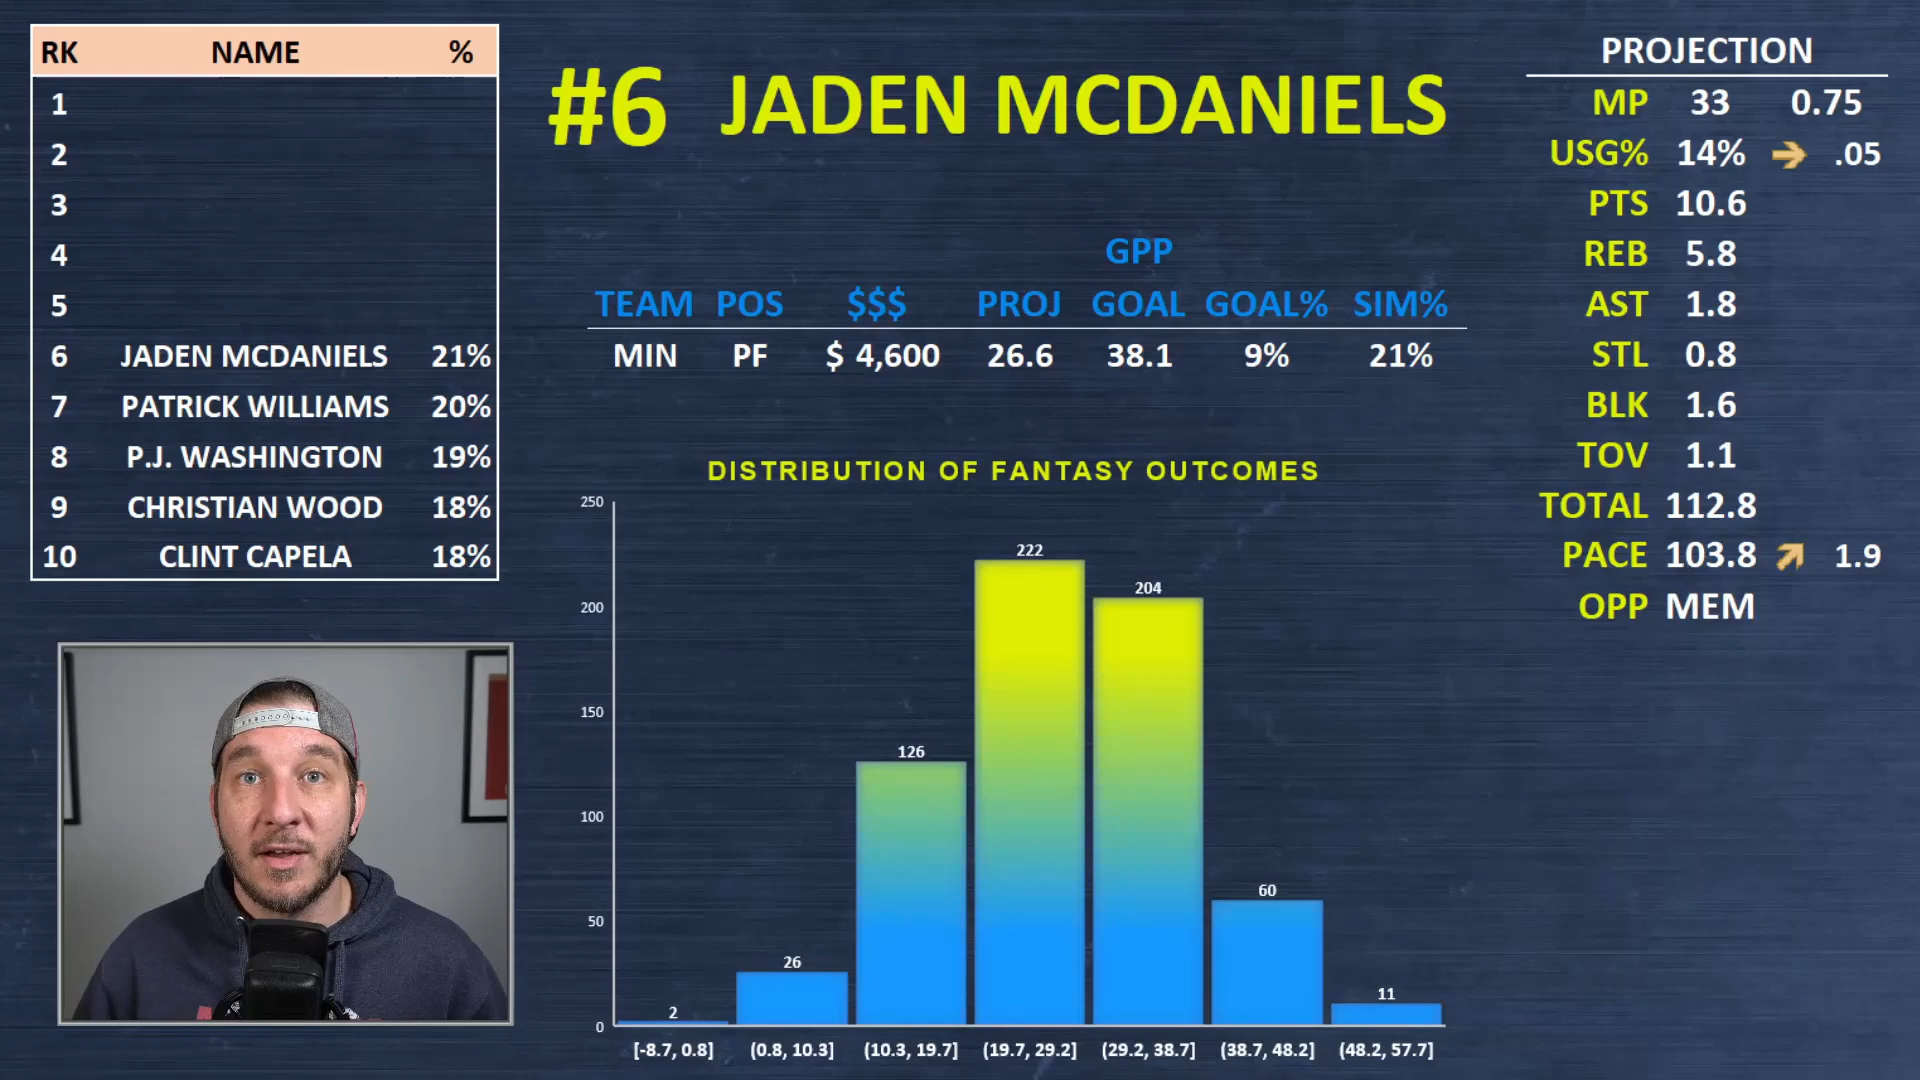 RK NAME %
1
2
3
4
5
6 JADEN MCDANIELS 21%
7 PATRICK WILLIAMS 20%
8 P.J. WASHINGTON 19%
9 CHRISTIAN WOOD 18%
10 CLINT CAPELA 18%
#6 JADEN MCDANIELS
GPP
TEAM POS $$$ PROJ GOAL GOAL% SIM%
MIN PF $ 4,600 26.6 38.1 9% 21%
DISTRIBUTION OF FANTASY OUTCOMES
250
200
150
100
50
0
2
26
126
222
204
60
11
[-8.7, 0.8] (0.8, 10.3] (10.3, 19.7] (19.7, 29.2] (29.2, 38.7] (38.7, 48.2] (48.2, 57.7]
PROJECTION
MP 33 0.75
USG% 14% .05
PTS 10.6
REB 5.8
AST 1.8
STL 0.8
BLK 1.6
TOV 1.1
TOTAL 112.8
PACE 103.8 1.9
OPP MEM